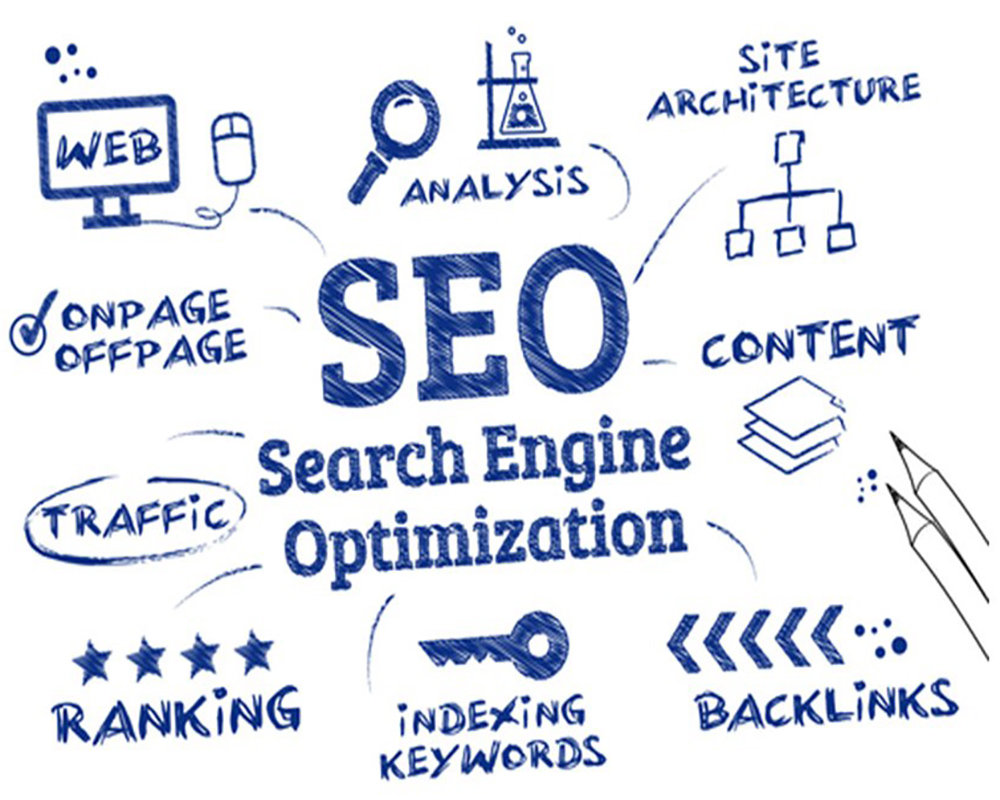 WEB
ANALYSiS
SiTE
ARCHiTECTURE
ONPAGE
OFFPAGE
SEO
Search Engine
Optimization
CONTENT
TRAFFiC
RANKiNG
iNDEXiNG
KEYWORDS
BACKLiNKS